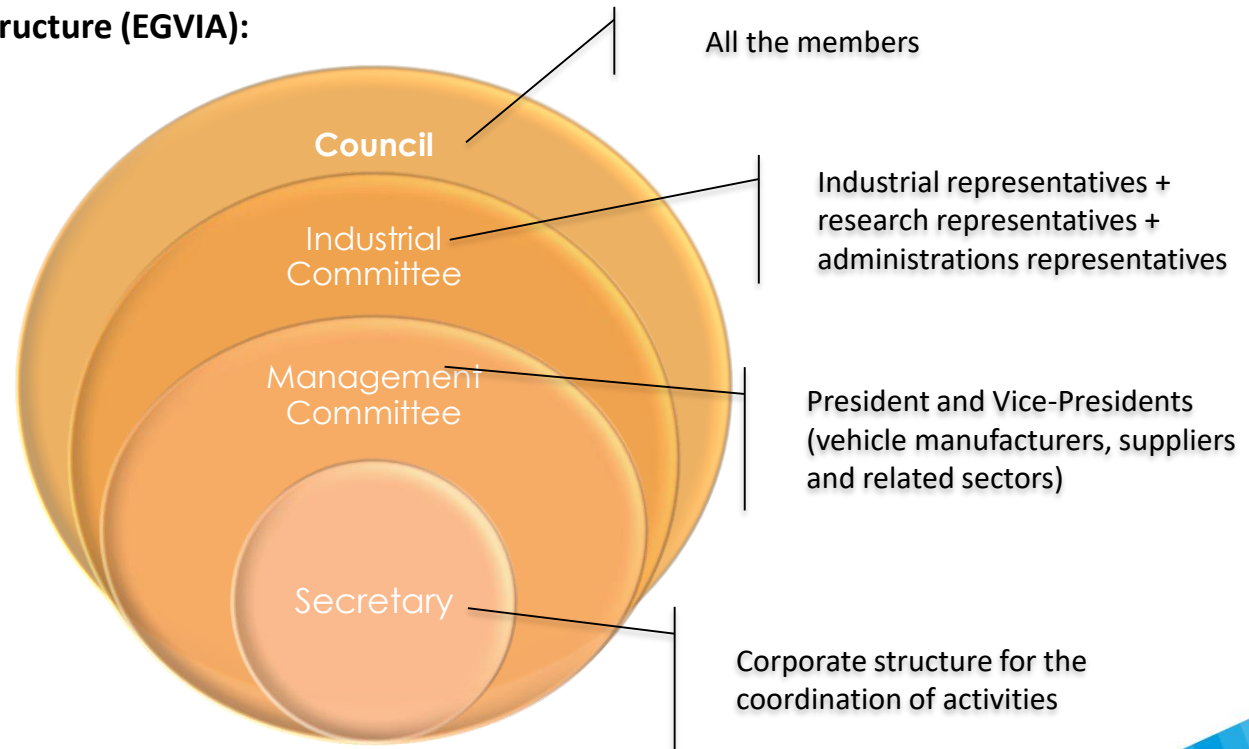 ructure (EGVIA):
All the members
Council
Industrial representatives +
research representatives +
administrations representatives
Industrial
Committee
Management
Committee
President and Vice-Presidents
(vehicle manufacturers, suppliers
and related sectors)
Secretary
Corporate structure for the
coordination of activities